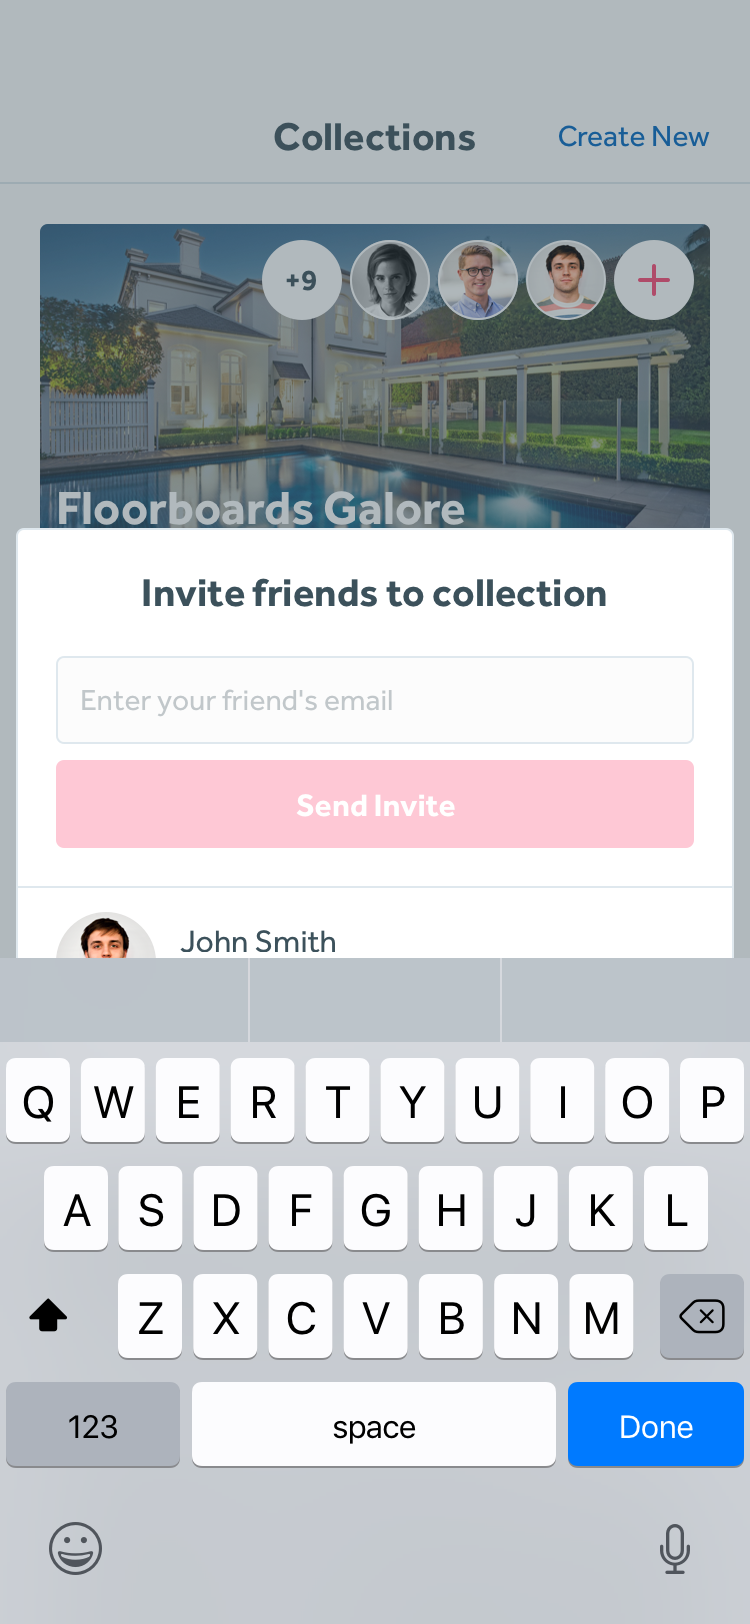 Collections
Create New
+9
Floorboards Galore
Invite friends to collection
Enter your friend's email
Send Invite
John Smith
Q W E R T Y U I O P
A S D F G H J K L
Z X C V B N M
123 space Done